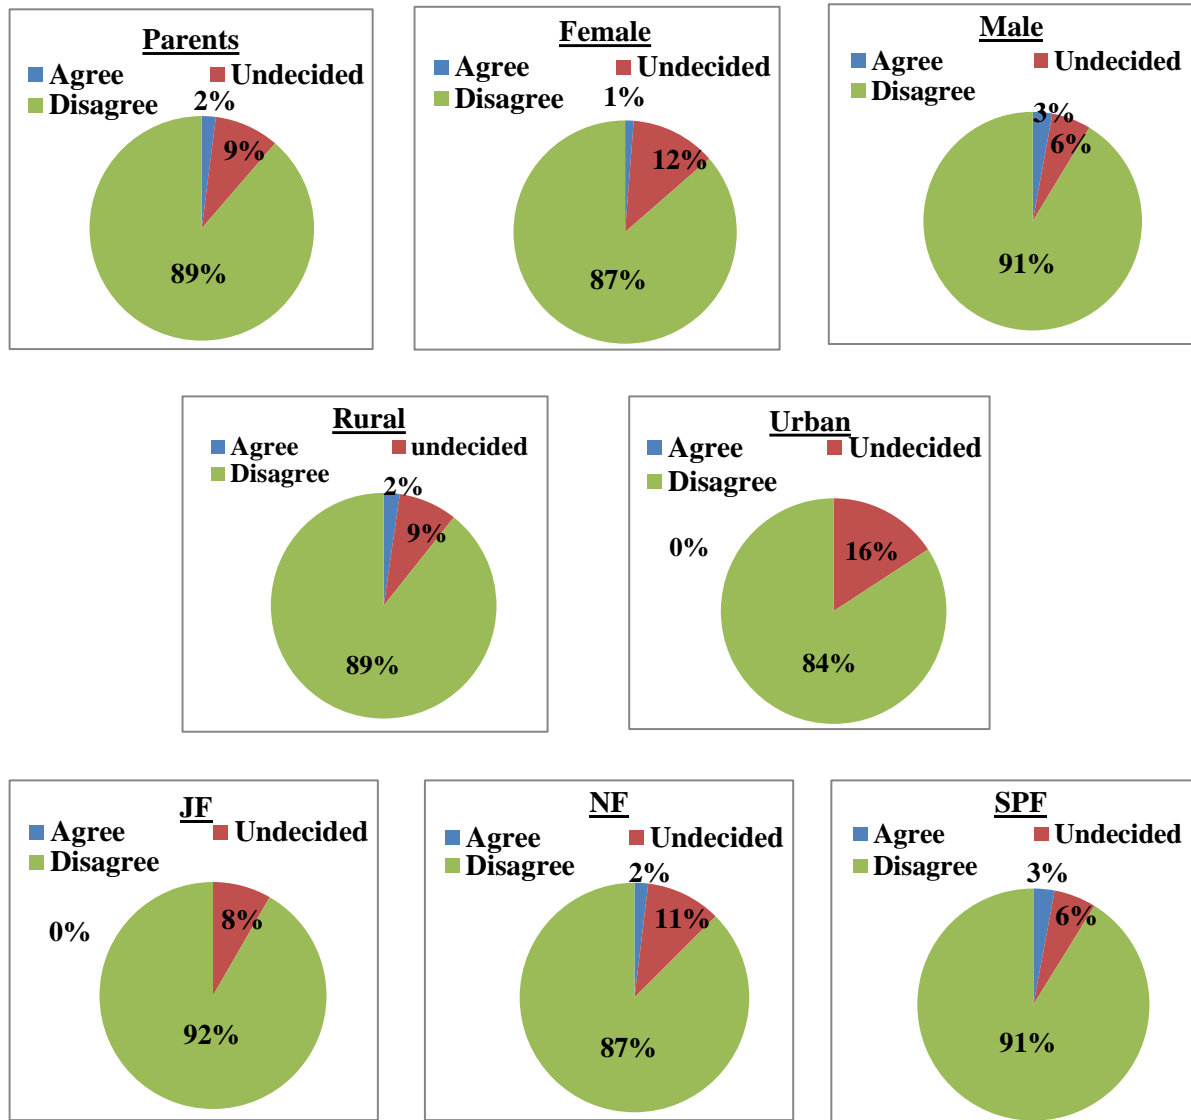 Parents
Agree Undecided
Disagree
2%
9%
89%
Female
Agree Undecided
Disagree
1%
12%
87%
Male
Agree Undecided
Disagree
3%
6%
91%
Rural
Agree undecided
Disagree
2%
9%
89%
Urban
Agree Undecided
Disagree
0%
16%
84%
JF
Agree Undecided
Disagree
0%
8%
92%
NF
Agree Undecided
Disagree
2%
11%
87%
SPF
Agree Undecided
Disagree
3%
6%
91%